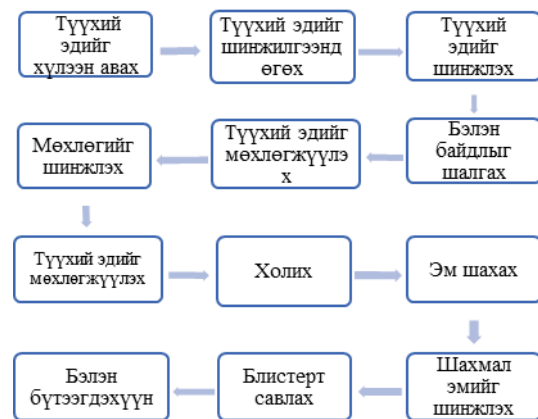 Түүхий
эдийг
хүлээн авах
Түүхий эдийг
шинжилгээнд
өгөх
Түүхий
эдийг
шинжлэх
Бэлэн
байдлыг
шалгах
Түүхий эдийг
мөхлөгжүүлэ
х
Мөхлөгийг
шинжлэх
Түүхий эдийг
мөхлөгжүүлэх
Холих
Эм шахах
Шахмал
эмийг
шинжлэх
Блистерт
савлах
Бэлэн
бүтээгдэхүүн